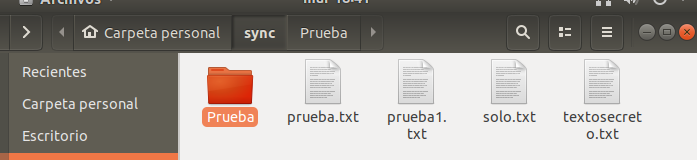 Archivos
mar 18:41
Carpeta personal
sync
Prueba
Recientes
Carpeta personal
Escritorio
Prueba
prueba.txt
prueba1.
txt
solo.txt
textosecret
o.txt